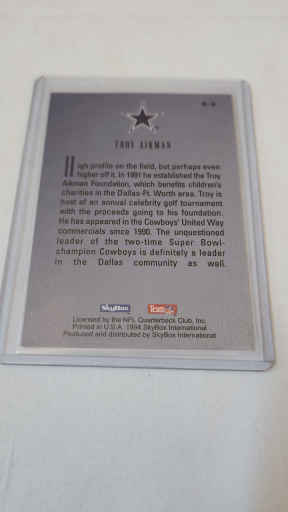 TROY AIKMAN
High profile on the field, but perhaps even
higher off it. In 1991 he established the Troy
Aikman Foundation, which benefits children's
charities in the Dallas-Ft. Worth area. Troy is
host of an annual celebrity golf tournament
with the proceeds going to his foundation.
He has appeared in the Cowboys' United Way
commercials since 1990. The unquestioned
leader of the two-time Super Bowl-
champion Cowboys is definitely a leader
in the Dallas community as well.
SkyBox
Licensed by the NFL Quarterback Club, Inc.
Printed in U.S.A. 1994 SkyBox International
Produced and distributed by SkyBox International